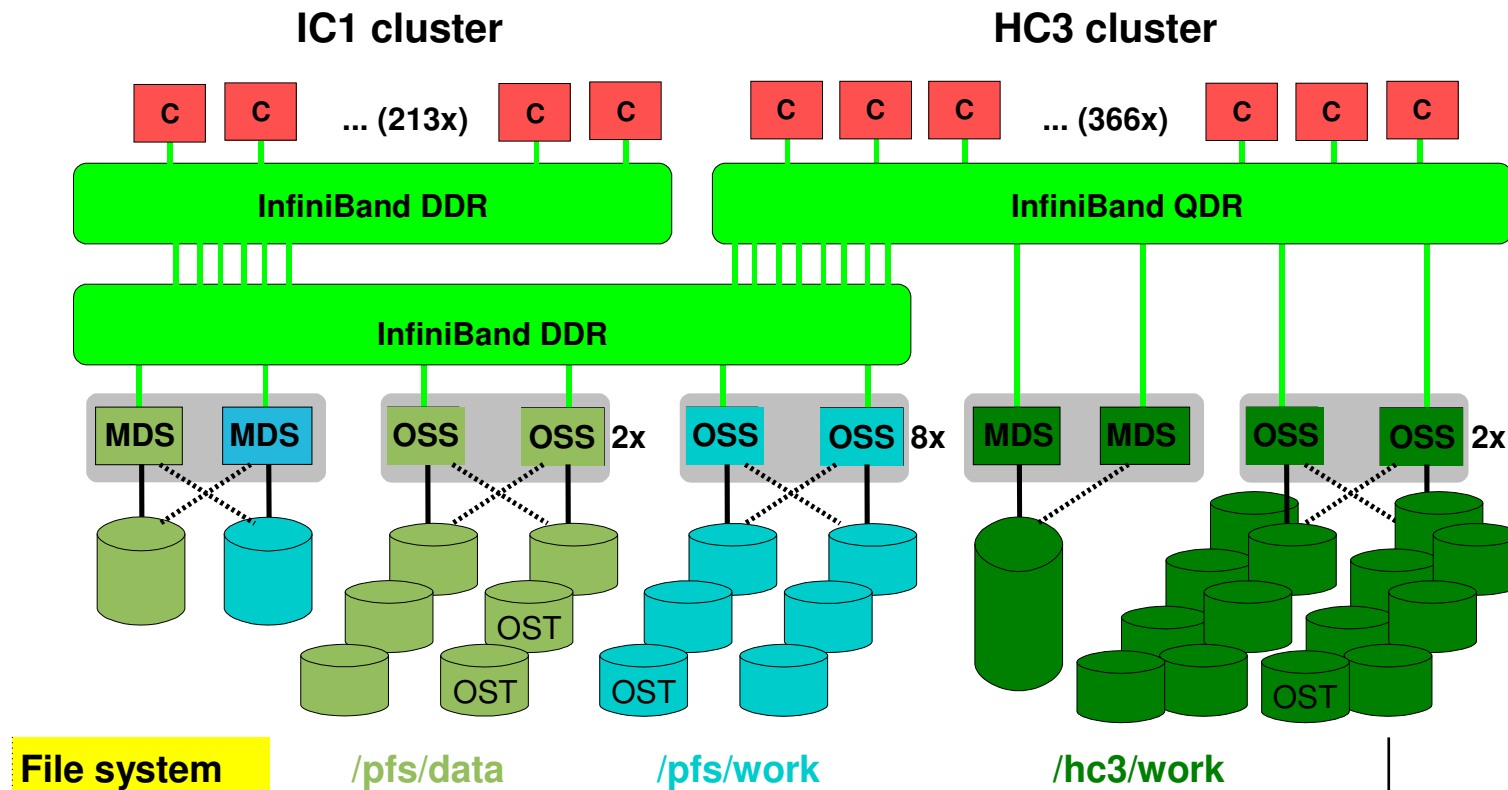 IC1 cluster HC3 cluster
C C ... (213x) C C C C C ... (366x) C C C
InfiniBand DDR InfiniBand QDR
InfiniBand DDR
MDS MDS OSS OSS 2x OSS OSS 8x MDS MDS OSS OSS 2x
OST
OST OST OST
File system /pfs/data /pfs/work /hc3/work